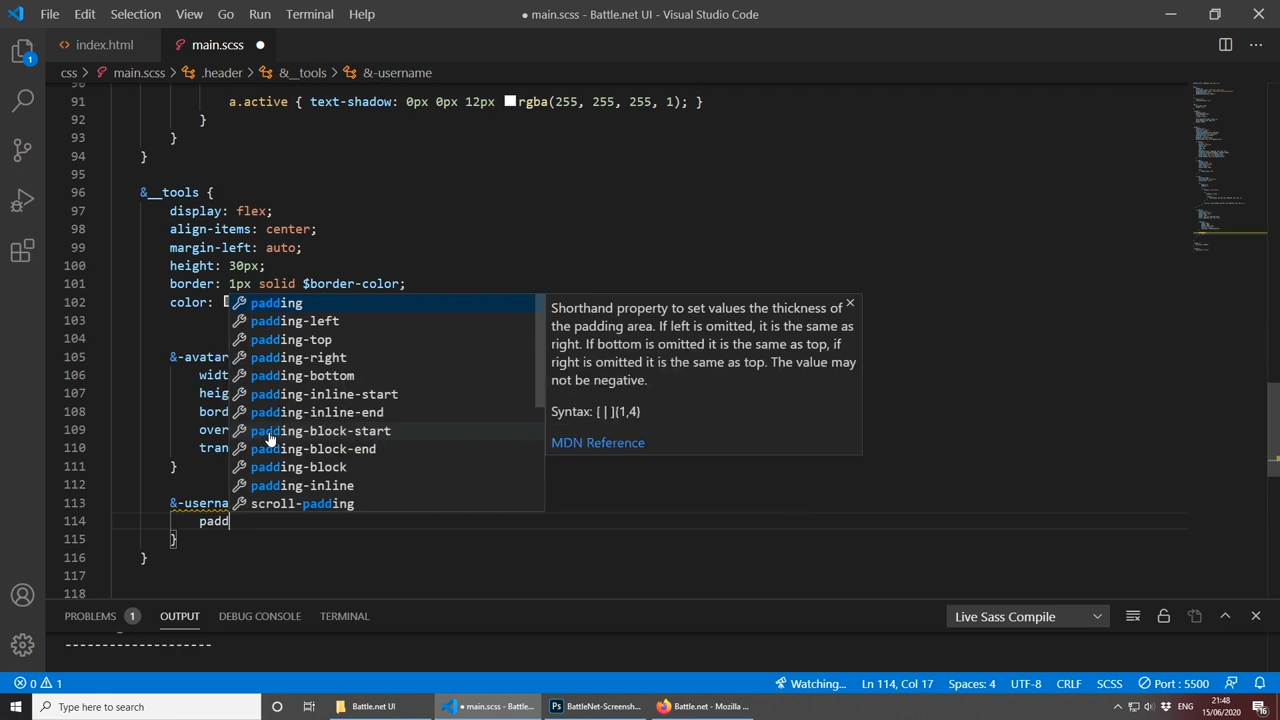 File Edit Selection View Go Run Terminal Help
● main.scss - Battle.net UI - Visual Studio Code
index.html
main.scss
css > main.scss > .header > &__tools > &-username
91 a.active { text-shadow: 0px 0px 12px rgba(255, 255, 255, 1); }
92 }
93 }
94 }
95
96 &__tools {
97 display: flex;
98 align-items: center;
99 margin-left: auto;
100 height: 30px;
101 border: 1px solid $border-color;
102 color:
103
104
105 &-avatar
106 widt
107 heig
108 bord
109 over
110 tran
111 }
112
113 &-userna
114 padd
115 }
116 }
117
118
padding
padding-left
padding-top
padding-right
padding-bottom
padding-inline-start
padding-inline-end
padding-block-start
padding-block-end
padding-block
padding-inline
scroll-padding
Shorthand property to set values the thickness of
the padding area. If left is omitted, it is the same as
right. If bottom is omitted it is the same as top, if
right is omitted it is the same as top. The value may
not be negative.
Syntax: [ | ]{1,4}
MDN Reference
PROBLEMS 1 OUTPUT DEBUG CONSOLE TERMINAL
Live Sass Compile
--------------------
0 1
Watching... Ln 114, Col 17 Spaces: 4 UTF-8 CRLF SCSS Port : 5500
Type here to search
Battle.net UI
● main.scss - Battle...
BattleNet-Screensh...
Battle.net - Mozilla ...
ENG
21:48
15/06/2020
16